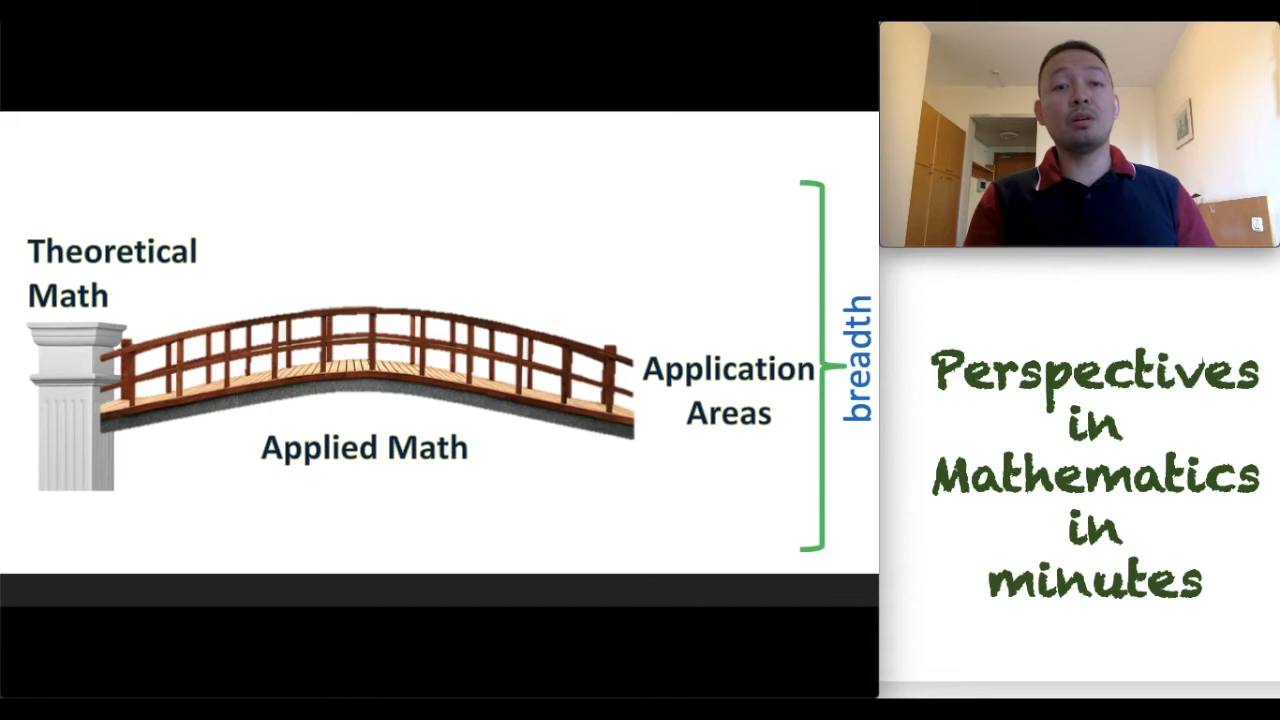 Theoretical
Math
Applied Math
Application
Areas
breadth
Perspectives
in
Mathematics
in
minutes